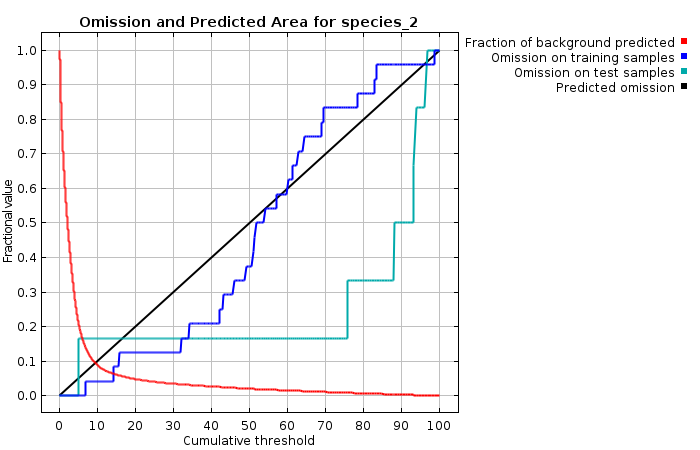 Omission and Predicted Area for species_2
Fraction of background predicted
Omission on training samples
Omission on test samples
Predicted omission
Fractional value
1.0
0.9
0.8
0.7
0.6
0.5
0.4
0.3
0.2
0.1
0.0
0 10 20 30 40 50 60 70 80 90 100
Cumulative threshold